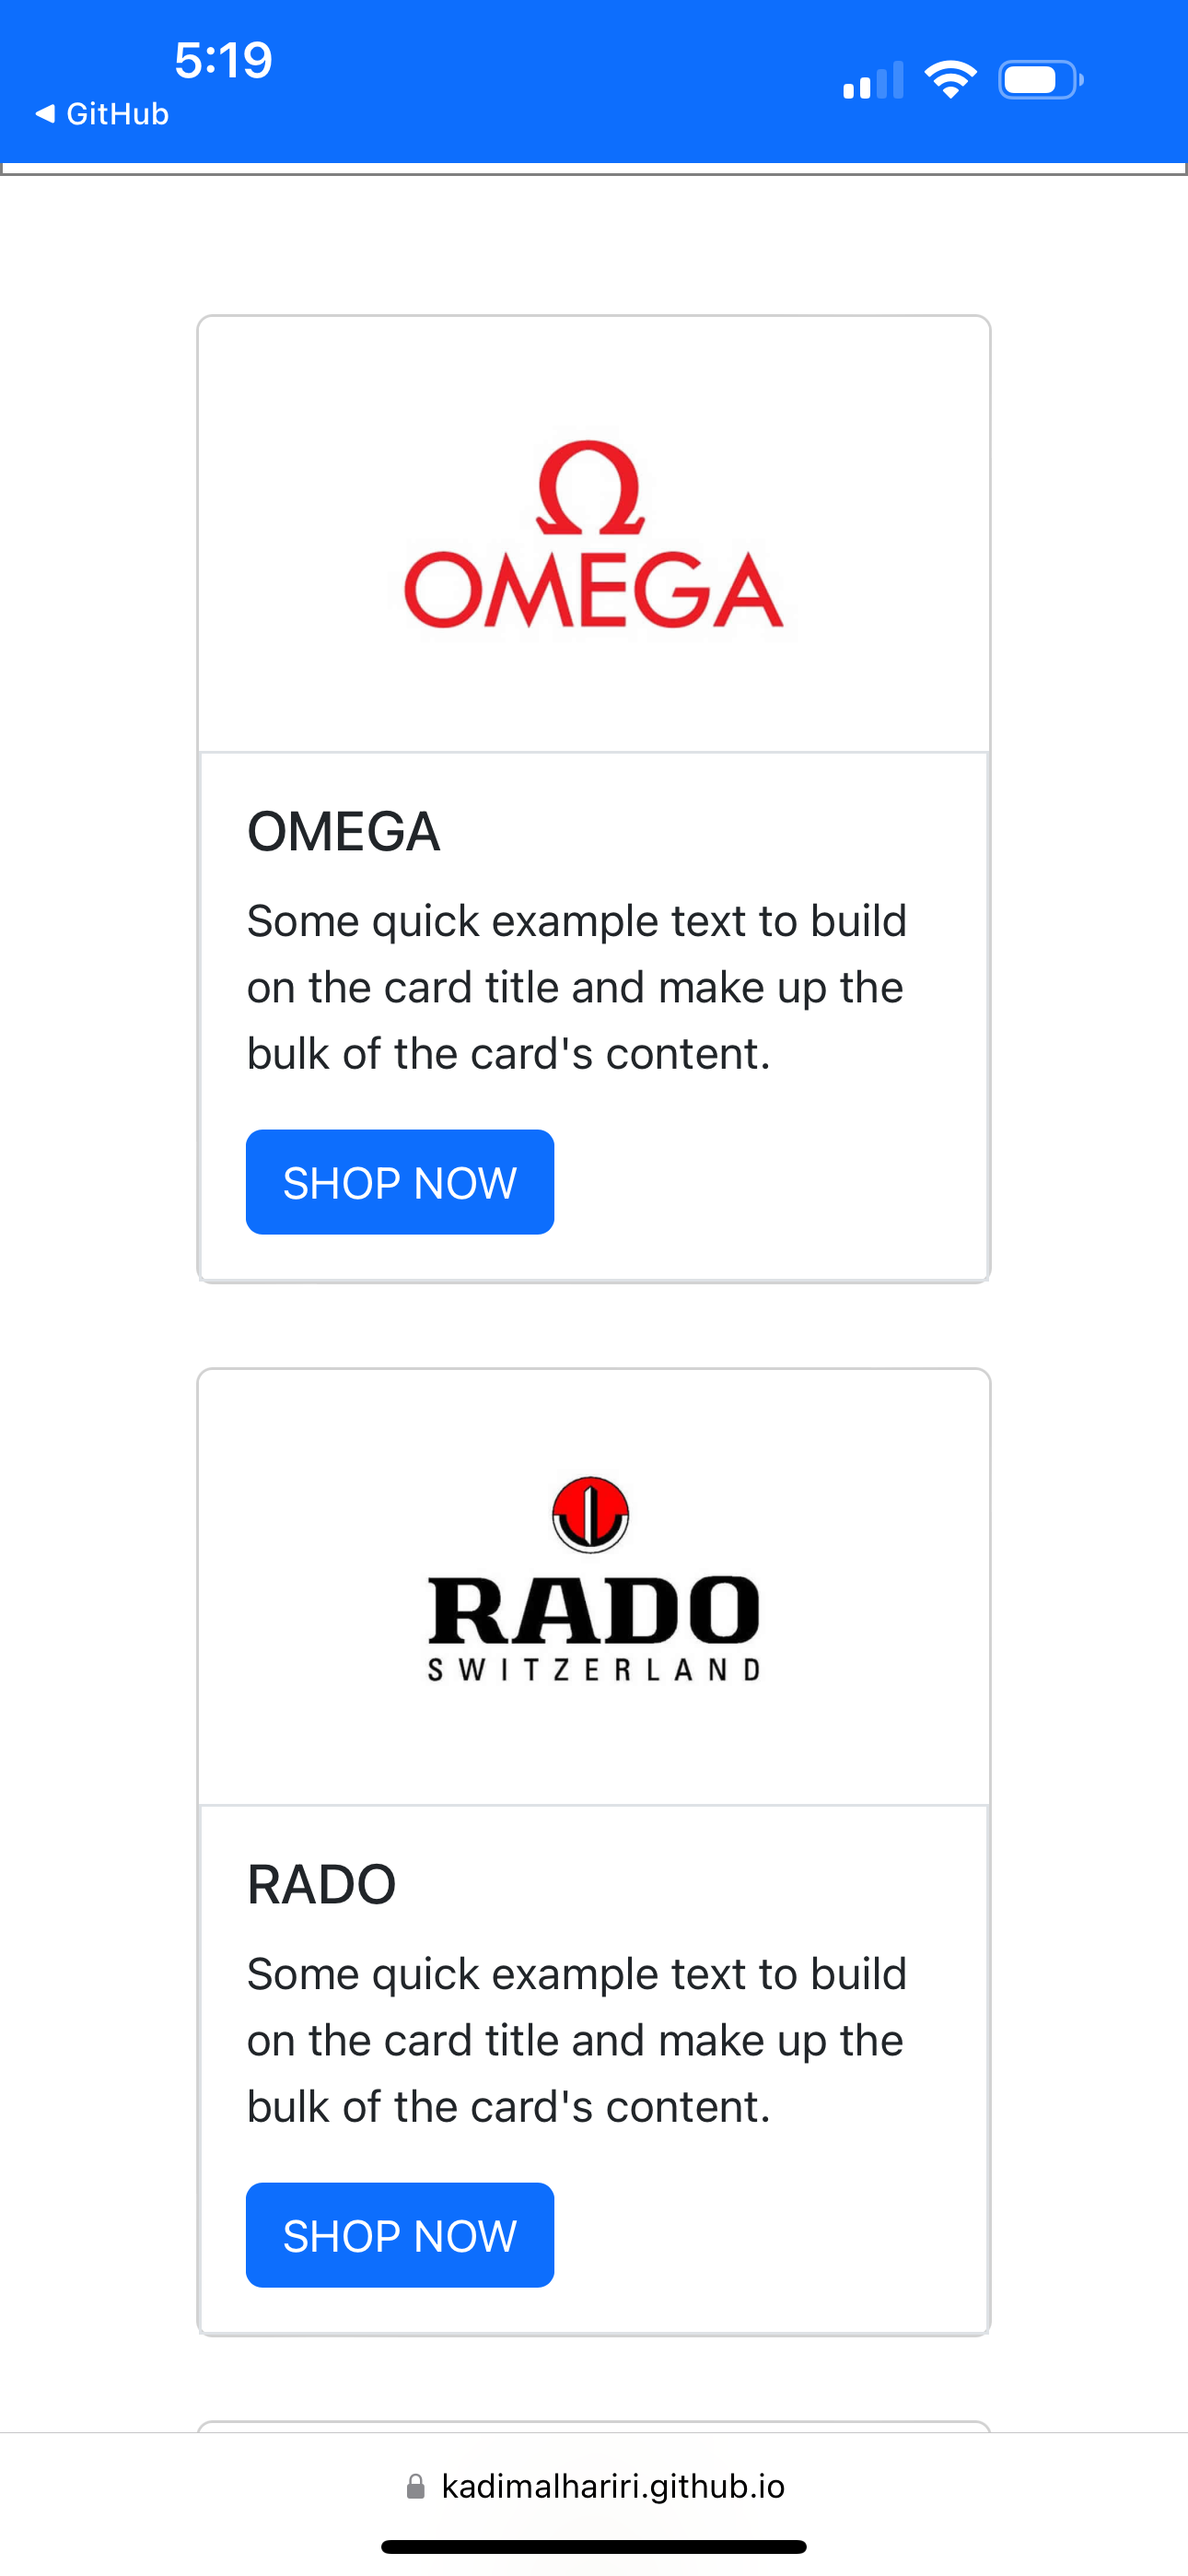 5:19
◀ GitHub
Ω
OMEGA
OMEGA
Some quick example text to build
on the card title and make up the
bulk of the card's content.
SHOP NOW
RADO
SWITZERLAND
RADO
Some quick example text to build
on the card title and make up the
bulk of the card's content.
SHOP NOW
kadimalhariri.github.io